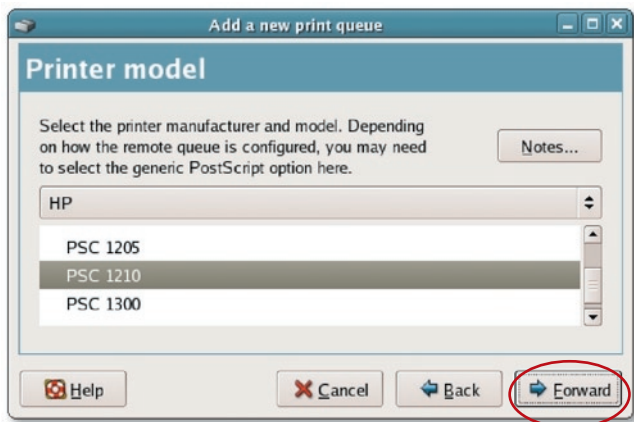 Add a new print queue
Printer model
Select the printer manufacturer and model. Depending
on how the remote queue is configured, you may need
to select the generic PostScript option here.
Notes...
HP
PSC 1205
PSC 1210
PSC 1300
Help
Cancel
Back
Forward